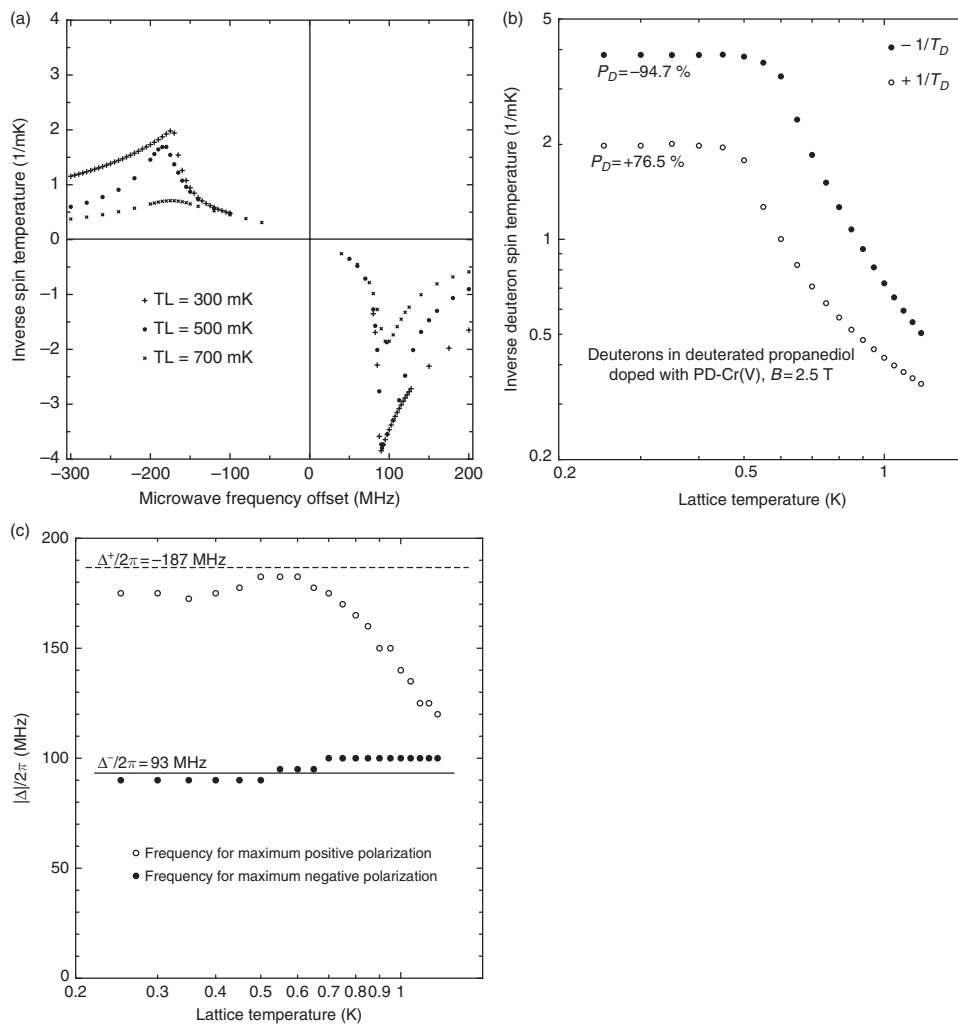 (a)
4
3
2
1
0
−1
−2
−3
−4
−300
−200
−100
0
100
200
Inverse spin temperature (1/mK)
Microwave frequency offset (MHz)
TL = 300 mK
TL = 500 mK
TL = 700 mK
(b)
5
2
1
0.5
0.2
0.2
0.5
1
Inverse deuteron spin temperature (1/mK)
Lattice temperature (K)
− 1/T_D
+ 1/T_D
P_D = −94.7 %
P_D = +76.5 %
Deuterons in deuterated propanediol
doped with PD-Cr(V), B = 2.5 T
(c)
200
150
100
50
0
0.2
0.3
0.4
0.5
0.6
0.7
0.8
0.9
1
|Δ|/2π (MHz)
Lattice temperature (K)
Δ⁺/2π = −187 MHz
Δ⁻/2π = 93 MHz
Frequency for maximum positive polarization
Frequency for maximum negative polarization